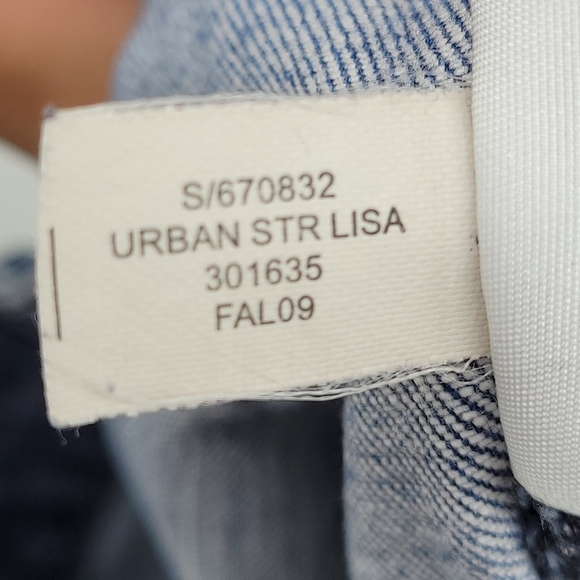 S/670832
URBAN STR LISA
301635
FAL09